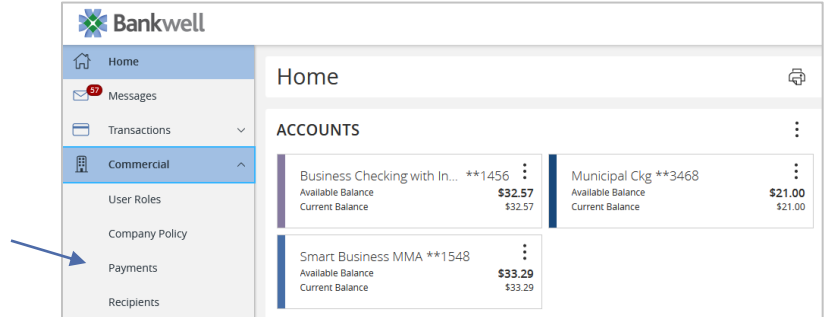 Bankwell
Home
57
Messages
Transactions
Commercial
User Roles
Company Policy
Payments
Recipients
Home
ACCOUNTS
Business Checking with In... **1456
Available Balance $32.57
Current Balance $32.57
Municipal Ckg **3468
Available Balance $21.00
Current Balance $21.00
Smart Business MMA **1548
Available Balance $33.29
Current Balance $33.29